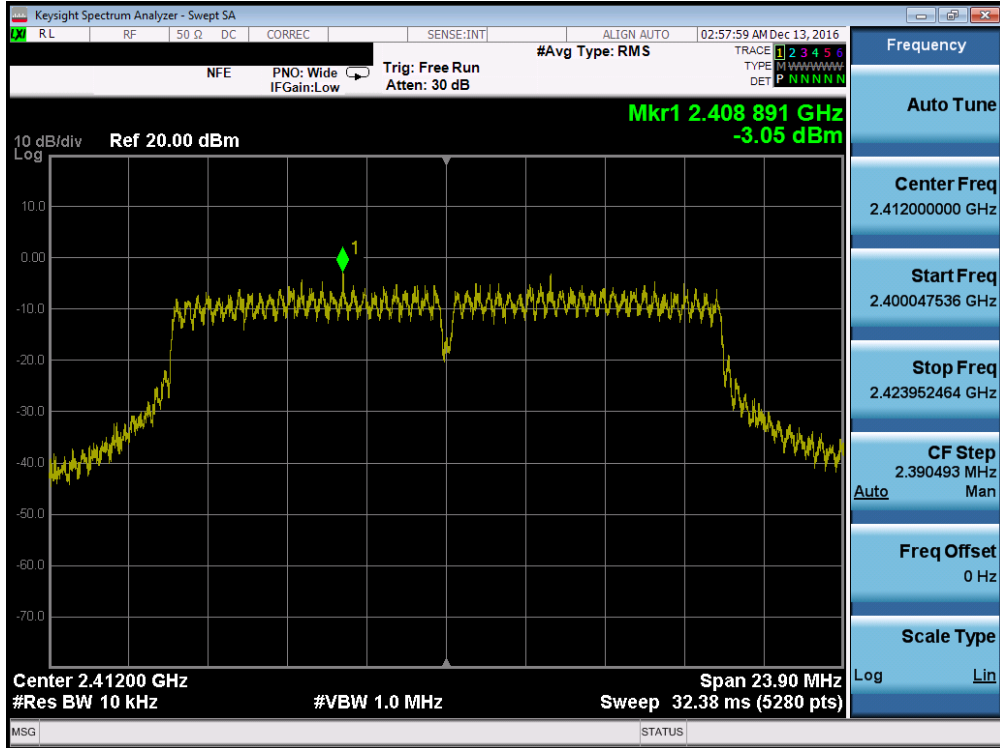 Keysight Spectrum Analyzer - Swept SA
LXI RL RF 50 Ω DC CORREC SENSE:INT ALIGN AUTO 02:57:59 AM Dec 13, 2016
NFE PNO: Wide Trig: Free Run #Avg Type: RMS TRACE 1 2 3 4 5 6
IFGain:Low Atten: 30 dB TYPE M WWWWW
DET P N N N N N
Mkr1 2.408 891 GHz
-3.05 dBm
10 dB/div Ref 20.00 dBm
Log
10.0
0.00
-10.0
-20.0
-30.0
-40.0
-50.0
-60.0
-70.0
1
Center 2.41200 GHz Span 23.90 MHz
#Res BW 10 kHz #VBW 1.0 MHz Sweep 32.38 ms (5280 pts)
MSG STATUS
Frequency
Auto Tune
Center Freq
2.412000000 GHz
Start Freq
2.400047536 GHz
Stop Freq
2.423952464 GHz
CF Step
2.390493 MHz
Auto Man
Freq Offset
0 Hz
Scale Type
Log Lin